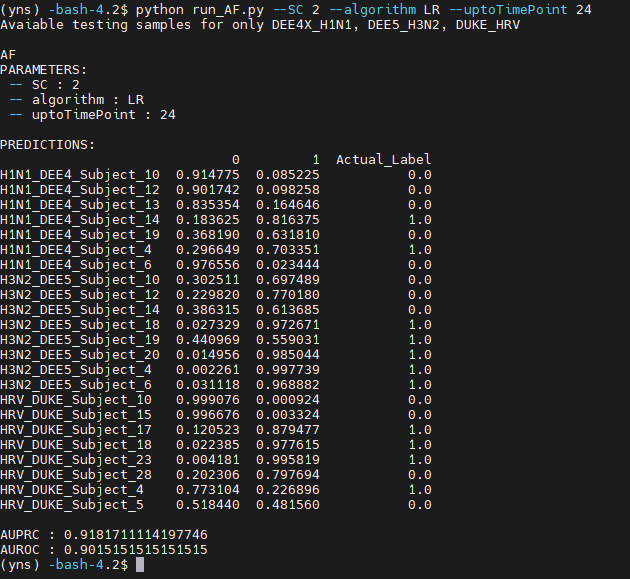 (yns) -bash-4.2$ python run_AF.py --SC 2 --algorithm LR --uptoTimePoint 24
Avaiable testing samples for only DEE4X_H1N1, DEE5_H3N2, DUKE_HRV
AF
PARAMETERS:
-- SC : 2
-- algorithm : LR
-- uptoTimePoint : 24
PREDICTIONS:
0 1 Actual_Label
H1N1_DEE4_Subject_10 0.914775 0.085225 0.0
H1N1_DEE4_Subject_12 0.901742 0.098258 0.0
H1N1_DEE4_Subject_13 0.835354 0.164646 0.0
H1N1_DEE4_Subject_14 0.183625 0.816375 1.0
H1N1_DEE4_Subject_19 0.368190 0.631810 0.0
H1N1_DEE4_Subject_4 0.296649 0.703351 1.0
H1N1_DEE4_Subject_6 0.976556 0.023444 0.0
H3N2_DEE5_Subject_10 0.302511 0.697489 0.0
H3N2_DEE5_Subject_12 0.229820 0.770180 0.0
H3N2_DEE5_Subject_14 0.386315 0.613685 0.0
H3N2_DEE5_Subject_18 0.027329 0.972671 1.0
H3N2_DEE5_Subject_19 0.440969 0.559031 1.0
H3N2_DEE5_Subject_20 0.014956 0.985044 1.0
H3N2_DEE5_Subject_4 0.002261 0.997739 1.0
H3N2_DEE5_Subject_6 0.031118 0.968882 1.0
HRV_DUKE_Subject_10 0.999076 0.000924 0.0
HRV_DUKE_Subject_15 0.996676 0.003324 0.0
HRV_DUKE_Subject_17 0.120523 0.879477 1.0
HRV_DUKE_Subject_18 0.022385 0.977615 1.0
HRV_DUKE_Subject_23 0.004181 0.995819 1.0
HRV_DUKE_Subject_28 0.202306 0.797694 0.0
HRV_DUKE_Subject_4 0.773104 0.226896 1.0
HRV_DUKE_Subject_5 0.518440 0.481560 0.0
AUPRC : 0.9181711114197746
AUROC : 0.9015151515151515
(yns) -bash-4.2$